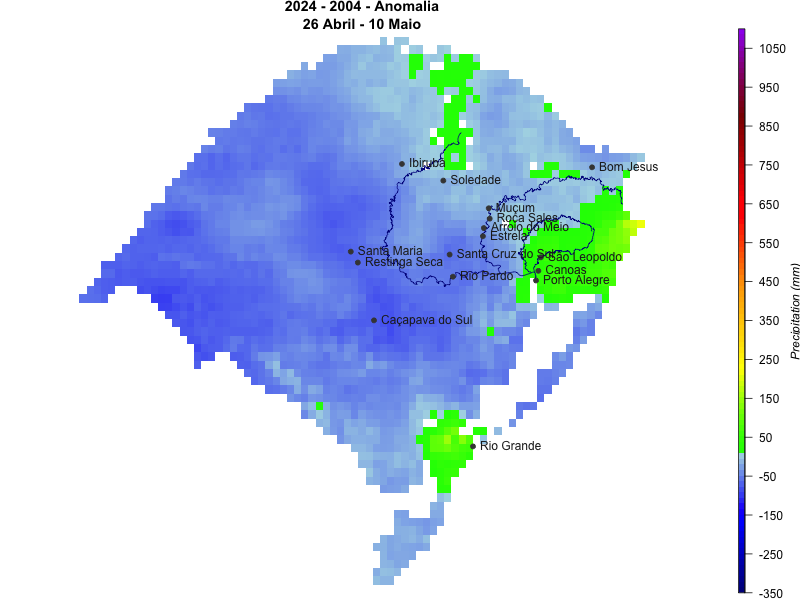 2024 - 2004 - Anomalia
26 Abril - 10 Maio
Ibirubá
Soledade
Bom Jesus
Muçum
Roca Sales
Arroio do Meio
Estrela
Santa Maria
Restinga Seca
Santa Cruz do Sul
São Leopoldo
Canoas
Porto Alegre
Rio Pardo
Caçapava do Sul
Rio Grande
1050
950
850
750
650
550
450
350
250
150
50
-50
-150
-250
-350
Precipitation (mm)